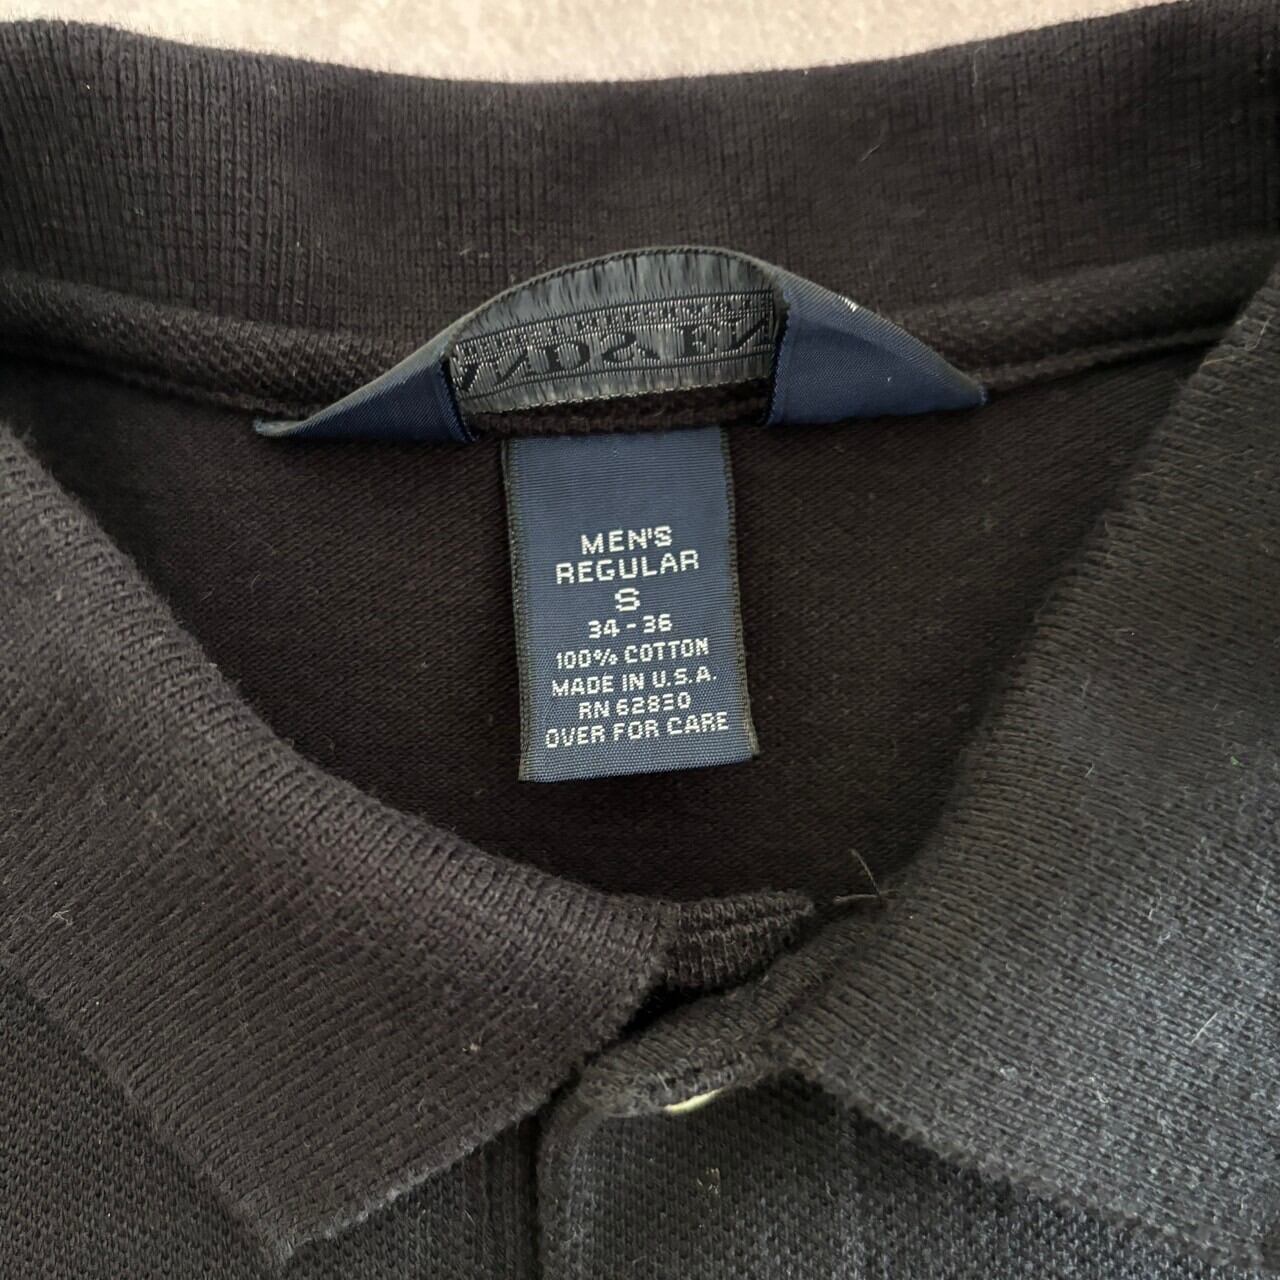 MEN'S
REGULAR
S
34 - 36
100% COTTON
MADE IN U.S.A.
RN 62830
OVER FOR CARE